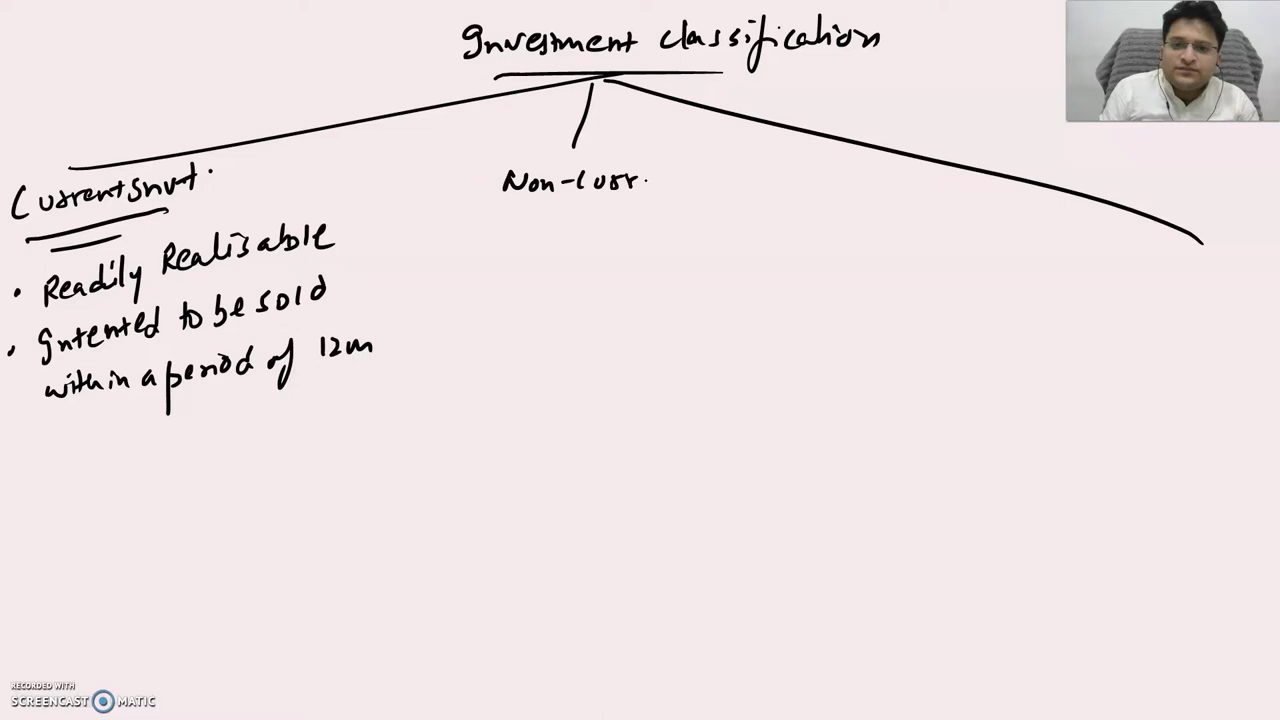 Investment classification
Current Invt.
Non-Curr.
• Readily Realisable
• Intented to be sold
within a period of 12m
RECORDED WITH
SCREENCAST MATIC